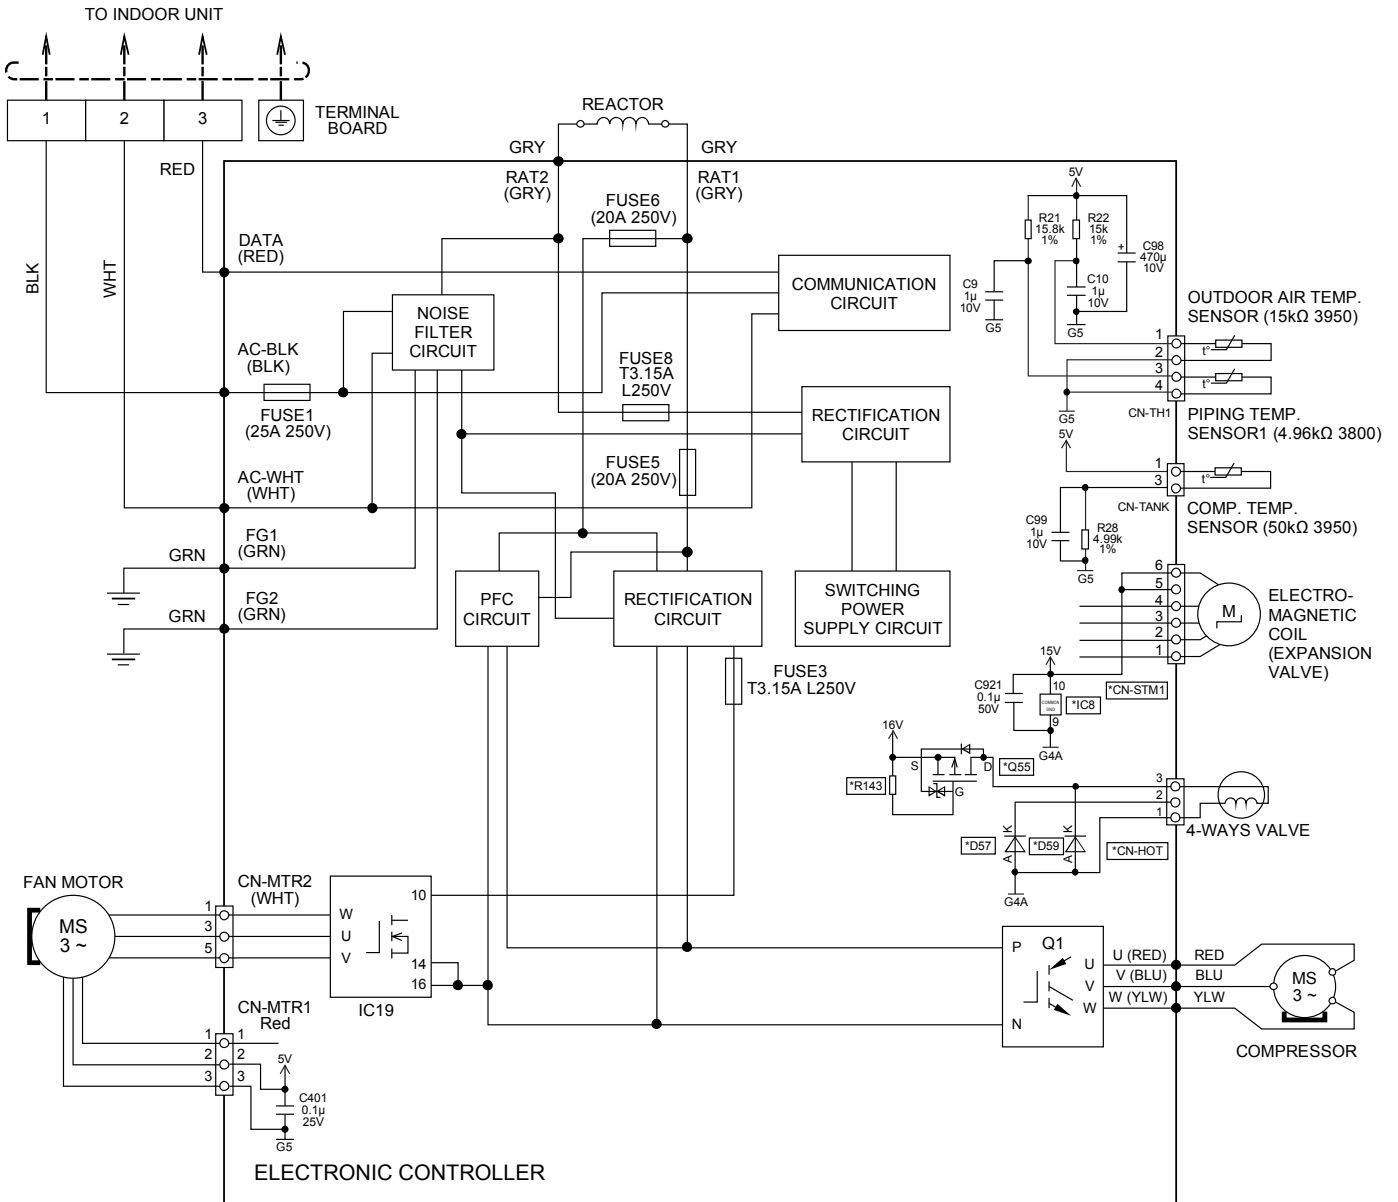 TO INDOOR UNIT
1
2
3
TERMINAL
BOARD
REACTOR
GRY
GRY
RED
RAT2
(GRY)
RAT1
(GRY)
FUSE6
(20A 250V)
BLK
WHT
DATA
(RED)
NOISE
FILTER
CIRCUIT
COMMUNICATION
CIRCUIT
AC-BLK
(BLK)
FUSE1
(25A 250V)
FUSE8
T3.15A
L250V
RECTIFICATION
CIRCUIT
FUSE5
(20A 250V)
AC-WHT
(WHT)
FG1
(GRN)
GRN
FG2
(GRN)
GRN
PFC
CIRCUIT
RECTIFICATION
CIRCUIT
SWITCHING
POWER
SUPPLY CIRCUIT
FUSE3
T3.15A L250V
5V
R21
15.8k
1%
R22
15k
1%
+
C98
470µ
10V
C9
1µ
10V
G5
C10
1µ
10V
G5
OUTDOOR AIR TEMP.
SENSOR (15kΩ 3950)
1
2
3
4
t°
t°
G5
CN-TH1
PIPING TEMP.
SENSOR1 (4.96kΩ 3800)
5V
1
3
t°
CN-TANK
COMP. TEMP.
SENSOR (50kΩ 3950)
C99
1µ
10V
R28
4.99k
1%
G5
6
5
4
3
2
1
M
ELECTRO-
MAGNETIC
COIL
(EXPANSION
VALVE)
15V
C921
0.1µ
50V
10
COMMON
GND
9
*IC8
*CN-STM1
G4A
16V
*R143
S
D
G
*Q55
3
2
1
4-WAYS VALVE
*D57
K
A
*D59
K
A
*CN-HOT
G4A
FAN MOTOR
MS
3 ~
CN-MTR2
(WHT)
1
3
5
W
U
V
10
14
16
IC19
CN-MTR1
Red
1
2
3
1
2
3
5V
C401
0.1µ
25V
G5
P
N
Q1
U
V
W
U (RED)
V (BLU)
W (YLW)
RED
BLU
YLW
MS
3 ~
COMPRESSOR
ELECTRONIC CONTROLLER